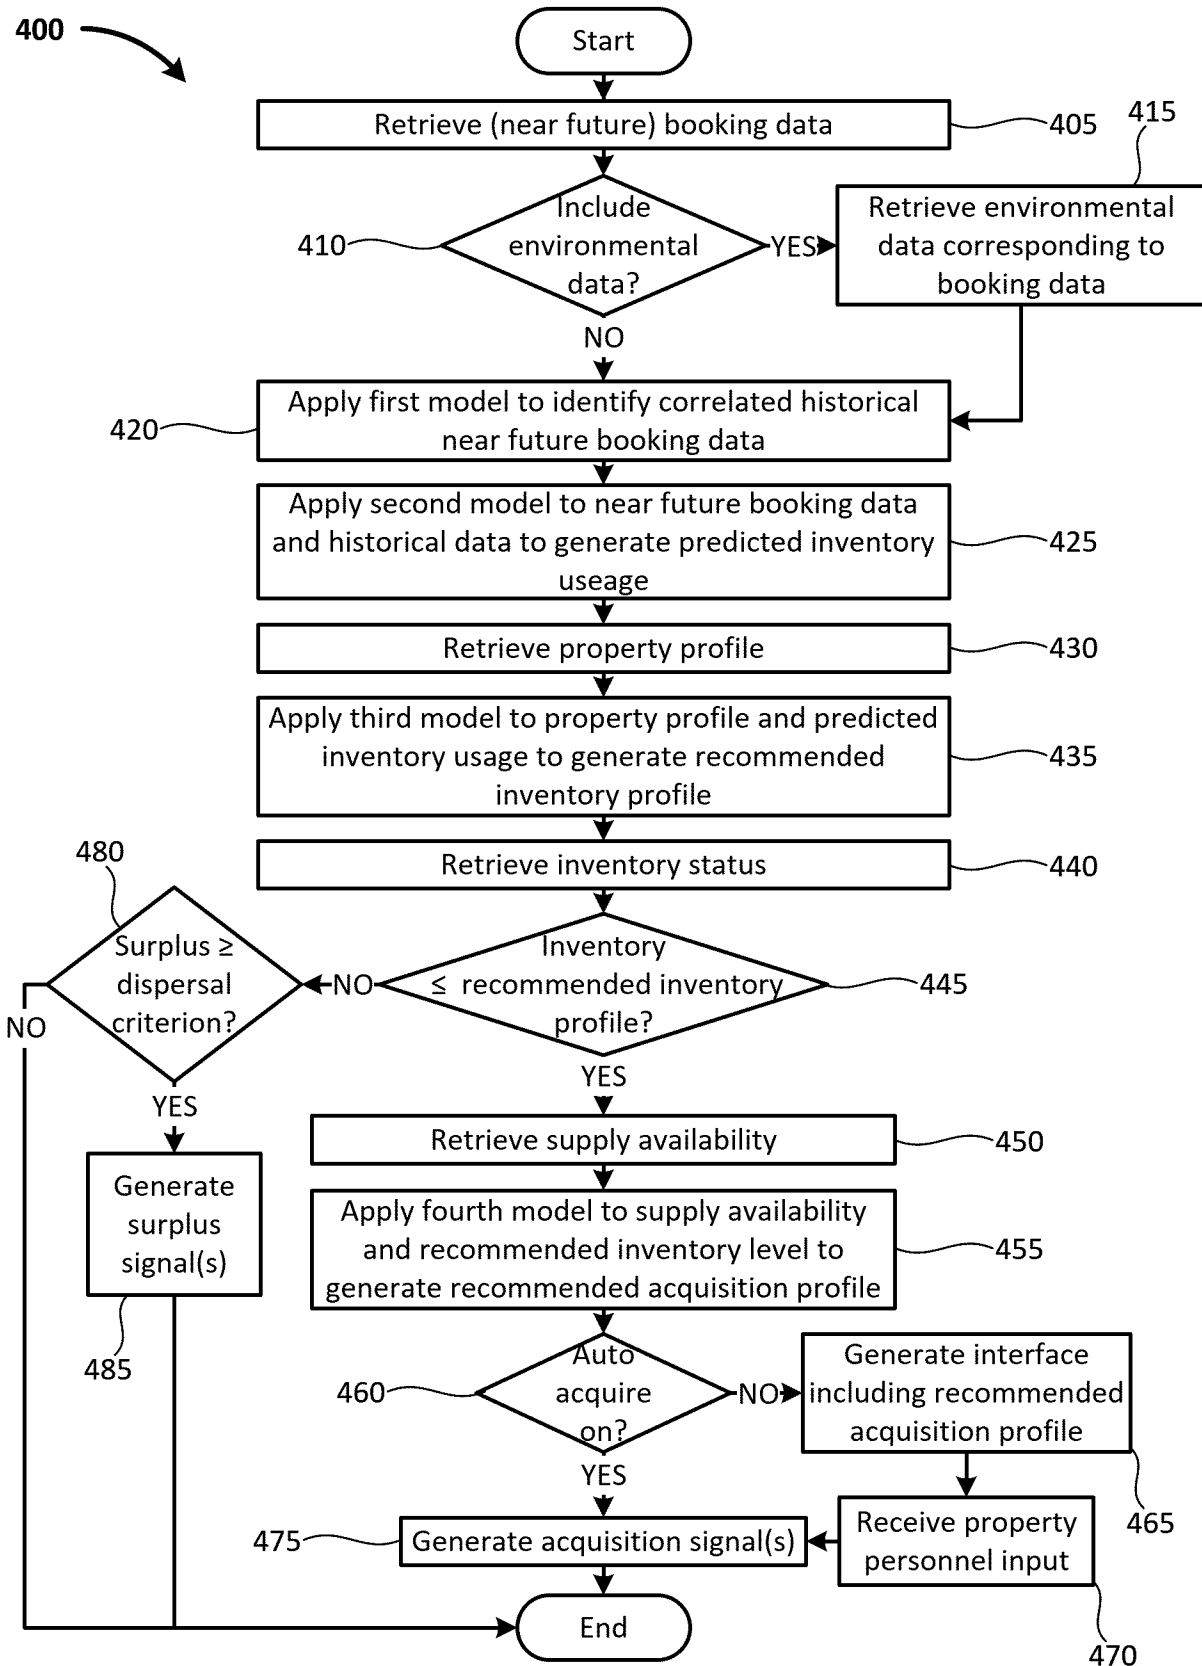 400
Start
Retrieve (near future) booking data
405
415
Include
environmental
data?
410
YES
Retrieve environmental
data corresponding to
booking data
NO
Apply first model to identify correlated historical
near future booking data
420
Apply second model to near future booking data
and historical data to generate predicted inventory
useage
425
Retrieve property profile
430
Apply third model to property profile and predicted
inventory usage to generate recommended
inventory profile
435
Retrieve inventory status
440
480
Surplus ≥
dispersal
criterion?
NO
Inventory
≤ recommended inventory
profile?
445
NO
YES
YES
Retrieve supply availability
450
Generate
surplus
signal(s)
485
Apply fourth model to supply availability
and recommended inventory level to
generate recommended acquisition profile
455
Auto
acquire
on?
460
NO
Generate interface
including recommended
acquisition profile
465
YES
Generate acquisition signal(s)
475
Receive property
personnel input
470
End